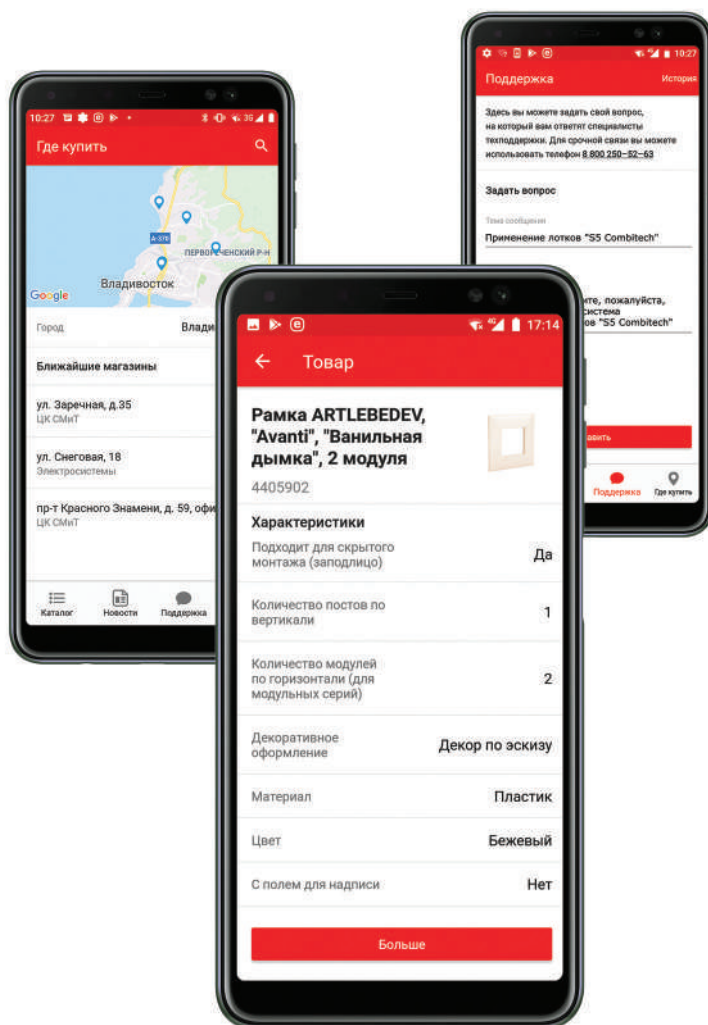 10:27
3G
Где купить
А-370
ПЕРВОРЕЧЕНСКИЙ Р-Н
Владивосток
Google
Город
Ближайшие магазины
ул. Заречная, д.35
ЦК СМиТ
ул. Снеговая, 18
Электросистемы
пр-т Красного Знамени, д. 59,
ЦК СМиТ
Каталог
Новости
Поддержка
10:27
Поддержка
История
Здесь вы можете задать свой вопрос,
на который вам ответят специалисты
техподдержки. Для срочной связи вы можете
использовать телефон 8 800 250–52–63
Задать вопрос
Тема сообщения
Применение лотков "S5 Combitech"
пожалуйста,
"S5 Combitech"
Поддержка
Где купить
4G
17:14
Товар
Рамка ARTLEBEDEV,
"Avanti", "Ванильная
дымка", 2 модуля
4405902
Характеристики
Подходит для скрытого
монтажа (заподлицо)
Да
Количество постов по
вертикали
1
Количество модулей
по горизонтали (для
модульных серий)
2
Декоративное
оформление
Декор по эскизу
Материал
Пластик
Цвет
Бежевый
С полем для надписи
Нет
Больше